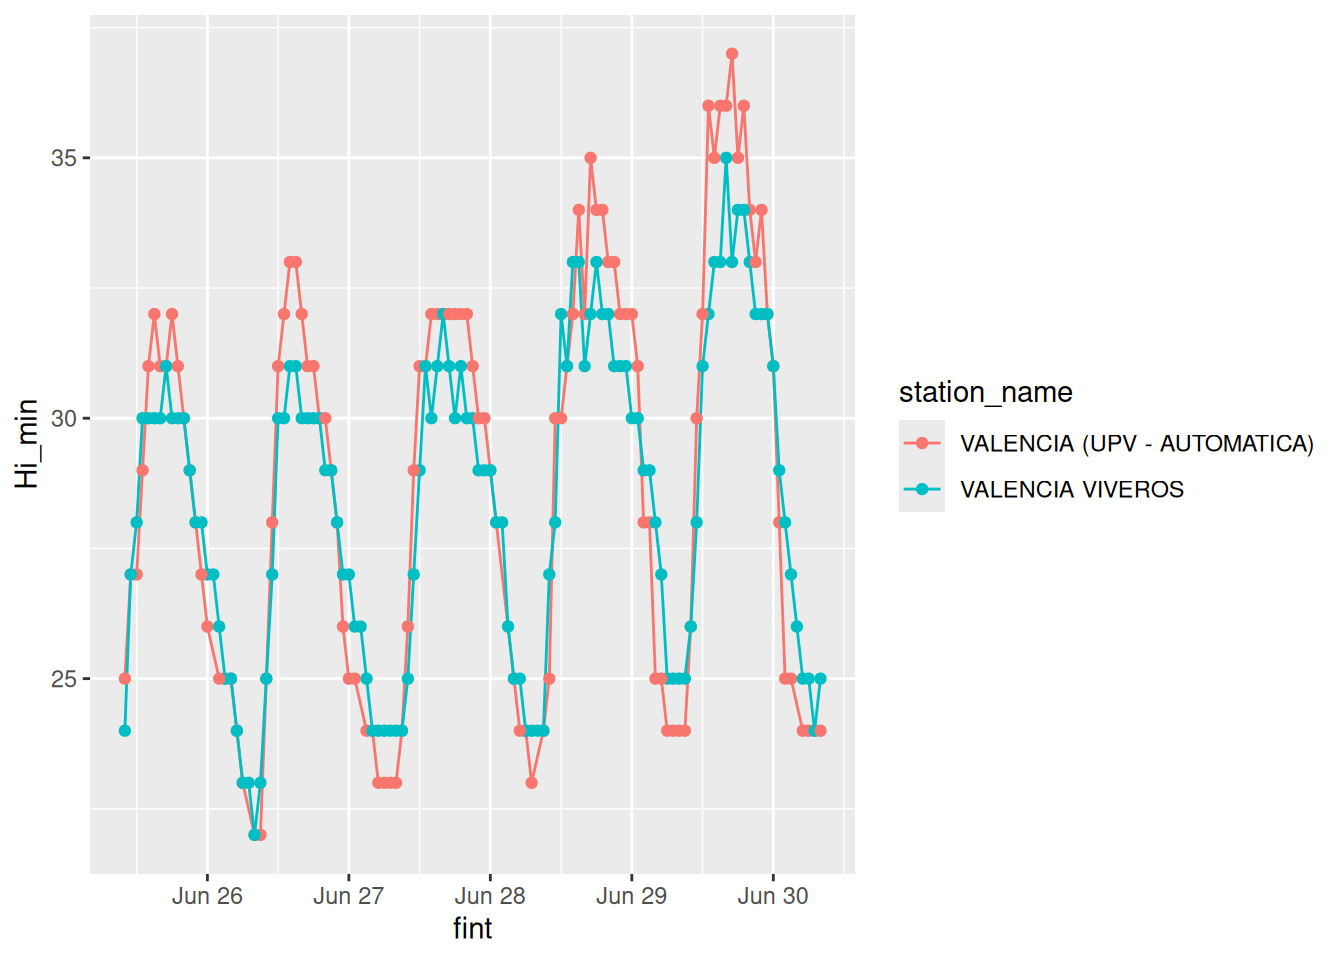 Hi_min
35
30
25
Jun 26
Jun 27
Jun 28
Jun 29
Jun 30
fint
station_name
VALENCIA (UPV - AUTOMATICA)
VALENCIA VIVEROS